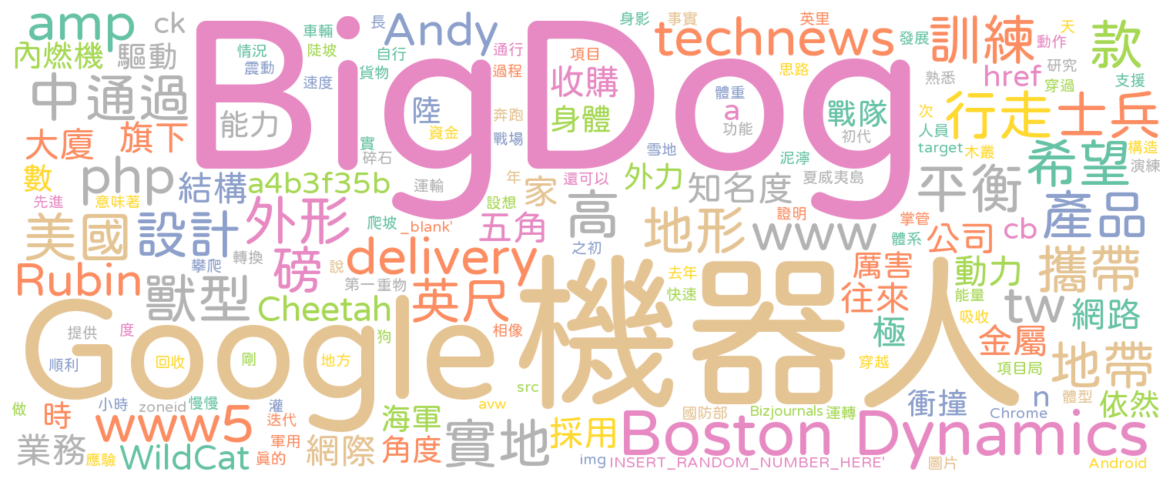 BigDog
Google
機器人
Boston Dynamics
technews
Andy
amp
ck
內燃機
驅動
中
通過
大廈
旗下
能力
陸
收購
身體
戰隊
訓練
款
href
行走
士兵
希望
平衡
產品
知名度
外力
家
高
地形
www
公司
cb
攜帶
tw
網路
動力
厲害
往來
極
金屬
地帶
數
php
結構
a4b3f35b
外形
磅
五角
delivery
美國
設計
獸型
Rubin
Cheetah
英尺
時
www5
業務
WildCat
網際
海軍
角度
實地
採用
衝撞
n
依然
a
車輛
情況
陡坡
震動
長
自行
貨物
速度
通行
過程
項目
身影
事實
英里
發展
動作
天
思路
熟悉
研究
穿過
支援
體重
功能
初代
次
人員
target
木叢
構造
演練
資金
奔跑
戰場
雪地
泥濘
夏威夷島
實
碎石
運輸
年
還可以
設想
爬坡
_blank'
之初
證明
掌管
體系
先進
意味著
攀爬
轉換
說
第一重物
去年
快速
能量
吸收
穿越
項目局
體型
提供
度
順利
回收
剛
地方
狗
相像
src
做
小時
zoneid
慢慢
灌
迭代
應驗
軍用
真的
avw
img
INSERT_RANDOM_NUMBER_HERE'
國防部
Bizjournals
運轉
Chrome
圖片
Android